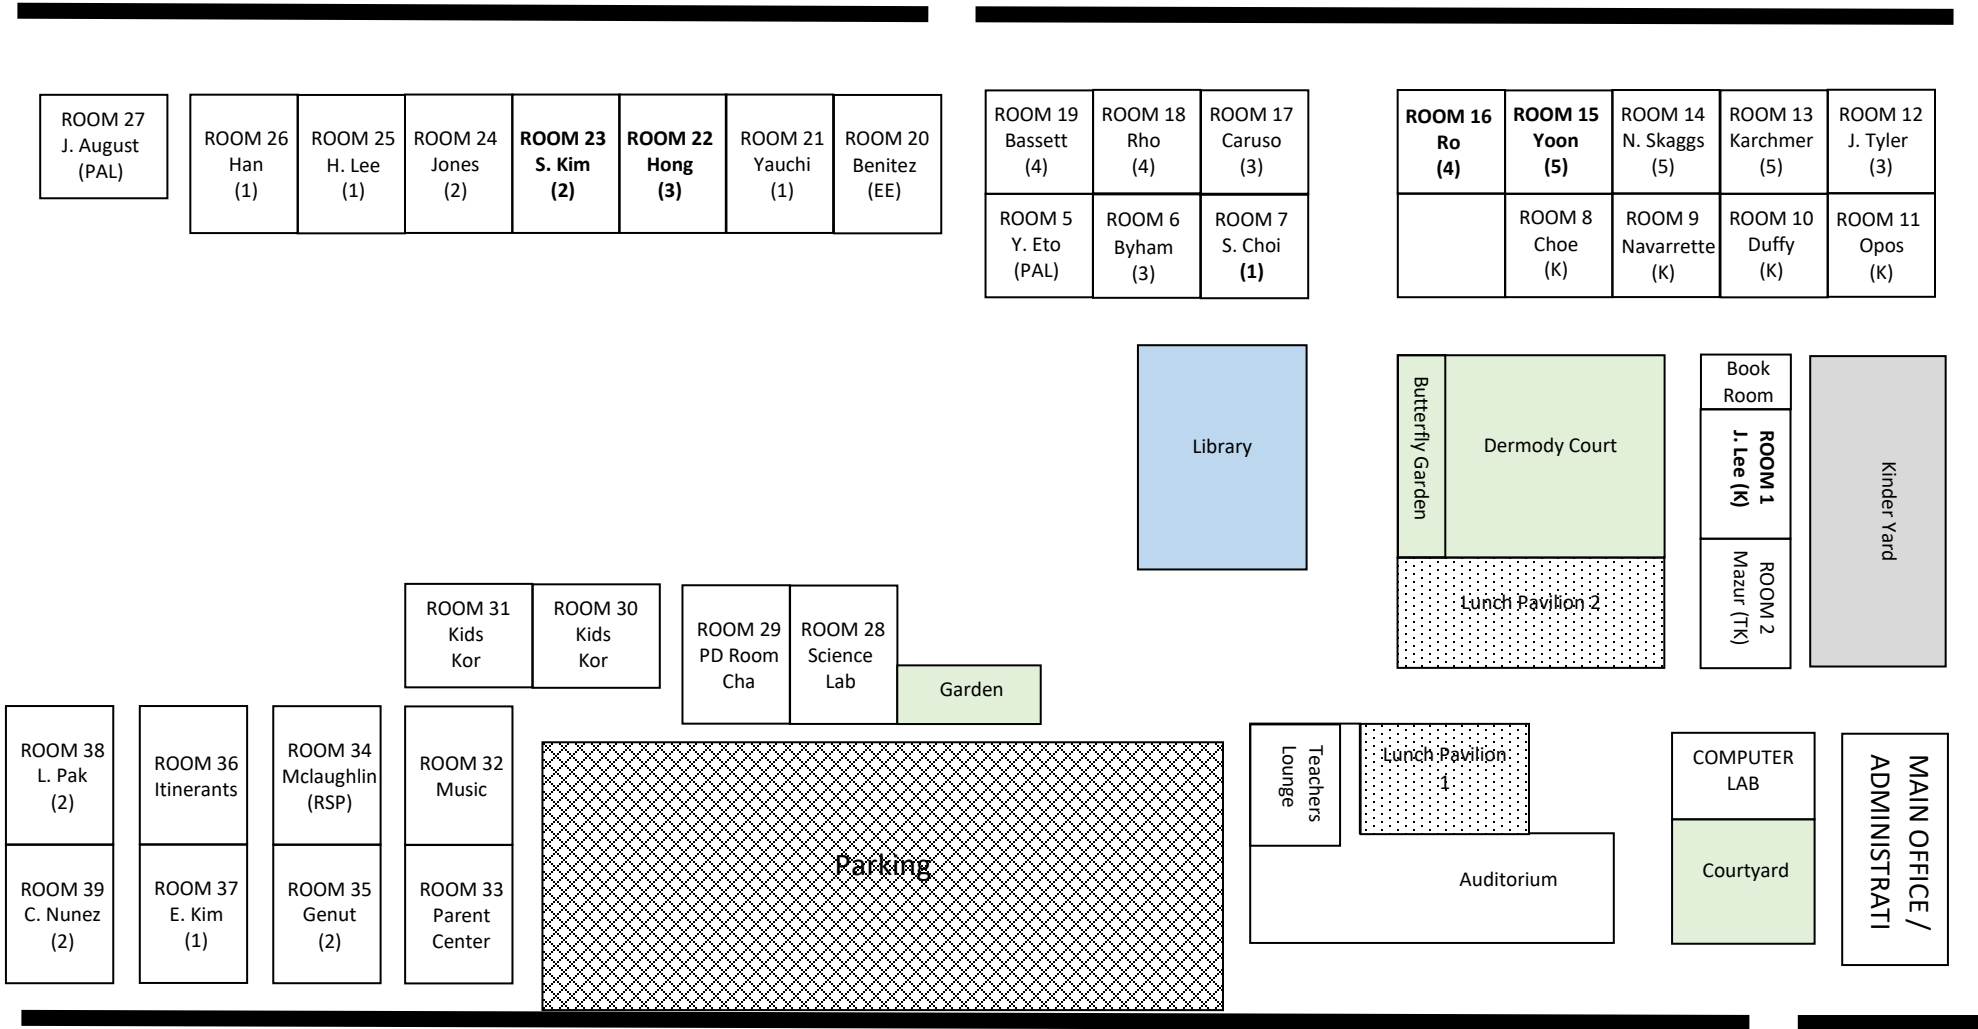 ROOM 27
J. August
(PAL)
ROOM 26
Han
(1)
ROOM 25
H. Lee
(1)
ROOM 24
Jones
(2)
ROOM 23
S. Kim
(2)
ROOM 22
Hong
(3)
ROOM 21
Yauchi
(1)
ROOM 20
Benitez
(EE)
ROOM 19
Bassett
(4)
ROOM 18
Rho
(4)
ROOM 17
Caruso
(3)
ROOM 16
Ro
(4)
ROOM 15
Yoon
(5)
ROOM 14
N. Skaggs
(5)
ROOM 13
Karchmer
(5)
ROOM 12
J. Tyler
(3)
ROOM 5
Y. Eto
(PAL)
ROOM 6
Byham
(3)
ROOM 7
S. Choi
(1)
ROOM 8
Choe
(K)
ROOM 9
Navarrette
(K)
ROOM 10
Duffy
(K)
ROOM 11
Opos
(K)
Library
Butterfly Garden
Dermody Court
Book
Room
ROOM 1
J. Lee (K)
Kinder Yard
Lunch Pavilion 2
ROOM 2
Mazur (TK)
ROOM 31
Kids
Kor
ROOM 30
Kids
Kor
ROOM 29
PD Room
Cha
ROOM 28
Science
Lab
Garden
ROOM 38
L. Pak
(2)
ROOM 36
Itinerants
ROOM 34
Mclaughlin
(RSP)
ROOM 32
Music
Teachers
Lounge
Lunch Pavilion
1
COMPUTER
LAB
MAIN OFFICE /
ADMINISTRATI
Parking
Auditorium
Courtyard
ROOM 39
C. Nunez
(2)
ROOM 37
E. Kim
(1)
ROOM 35
Genut
(2)
ROOM 33
Parent
Center